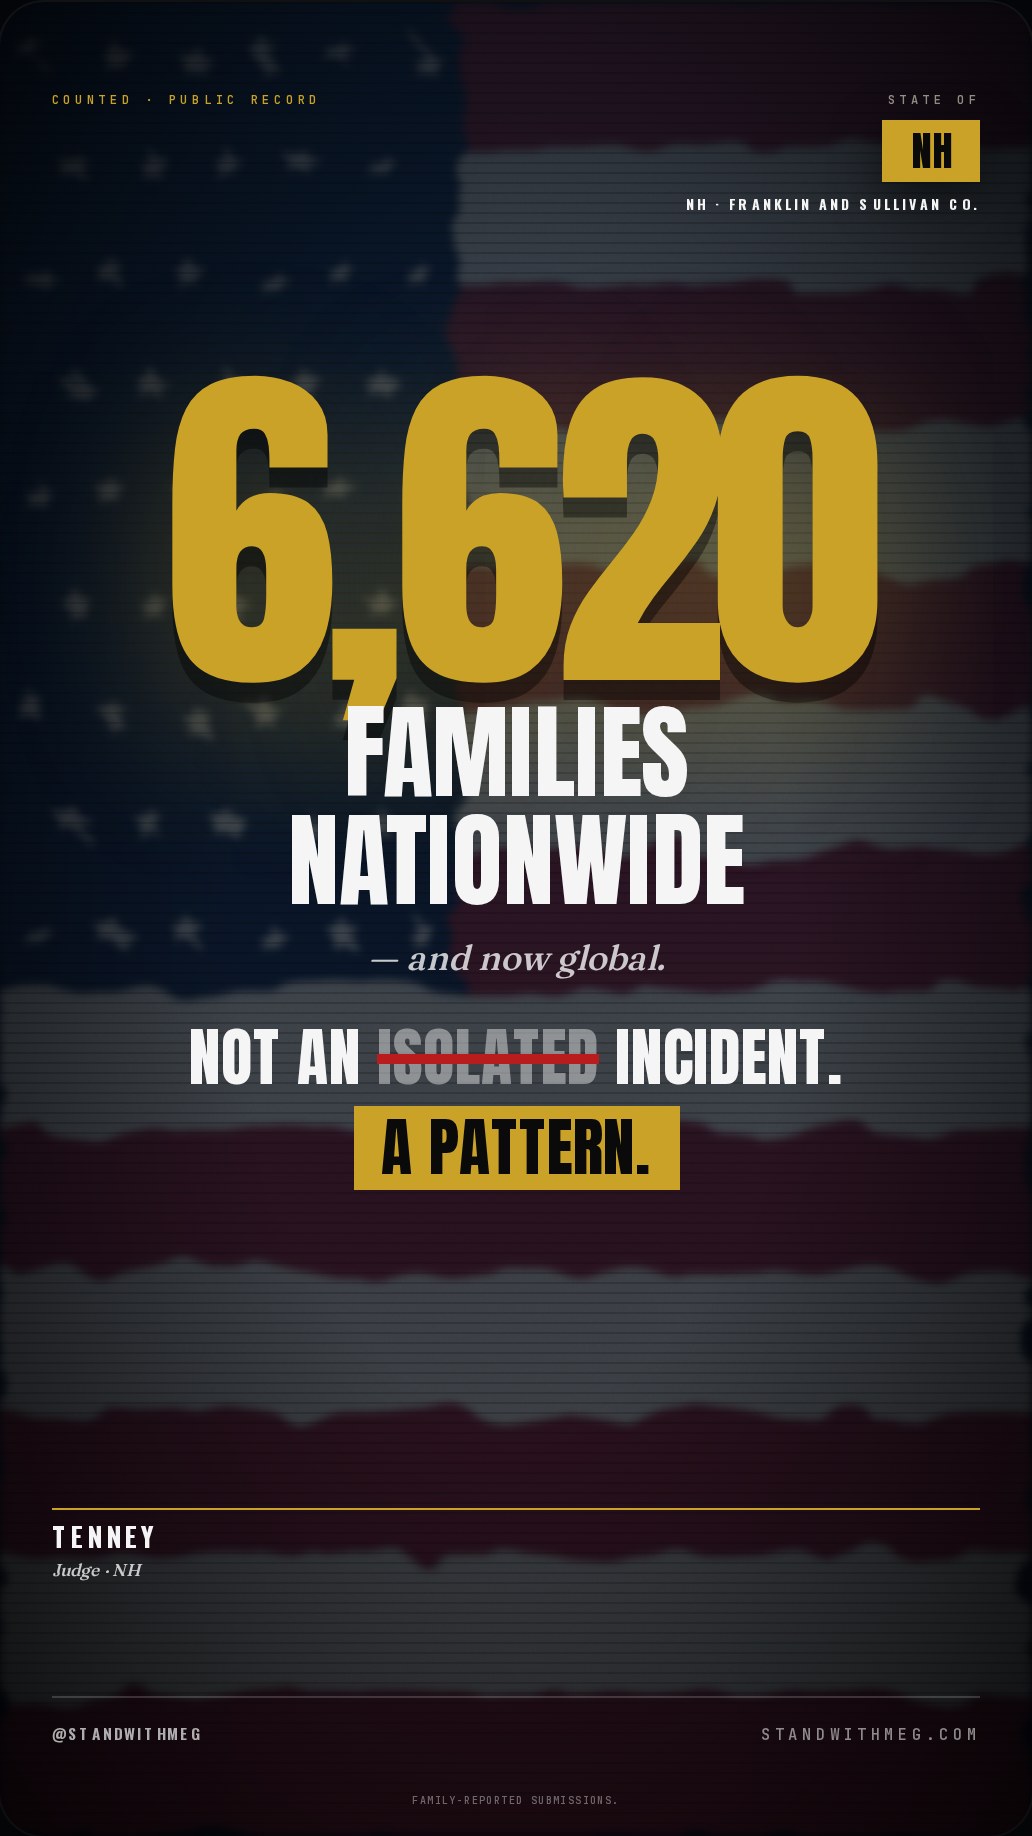 COUNTED · PUBLIC RECORD
STATE OF
NH
NH · FRANKLIN AND SULLIVAN CO.
6,620
FAMILIES
NATIONWIDE
— and now global.
NOT AN ISOLATED INCIDENT.
A PATTERN.
TENNEY
Judge · NH
@STANDWITHMEG
STANDWITHMEG.COM
FAMILY-REPORTED SUBMISSIONS.